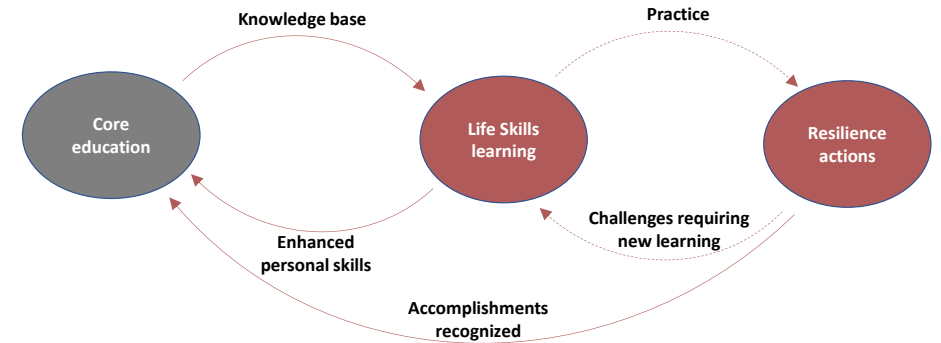 Knowledge base
Practice
Core
education
Life Skills
learning
Resilience
actions
Challenges requiring
new learning
Enhanced
personal skills
Accomplishments
recognized